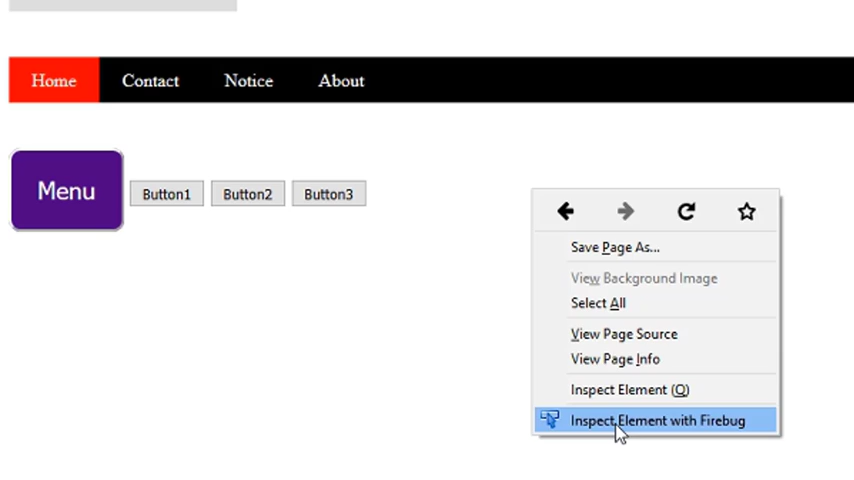 Home Contact Notice About
Menu Button1 Button2 Button3
Save Page As...
View Background Image
Select All
View Page Source
View Page Info
Inspect Element (Q)
Inspect Element with Firebug